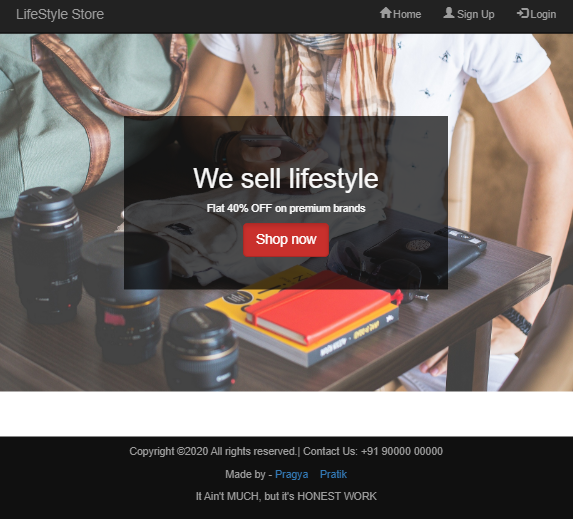 LifeStyle Store Home Sign Up Login
We sell lifestyle
Flat 40% OFF on premium brands
Shop now
Copyright ©2020 All rights reserved.| Contact Us: +91 90000 00000
Made by - Pragya Pratik
It Ain't MUCH, but it's HONEST WORK